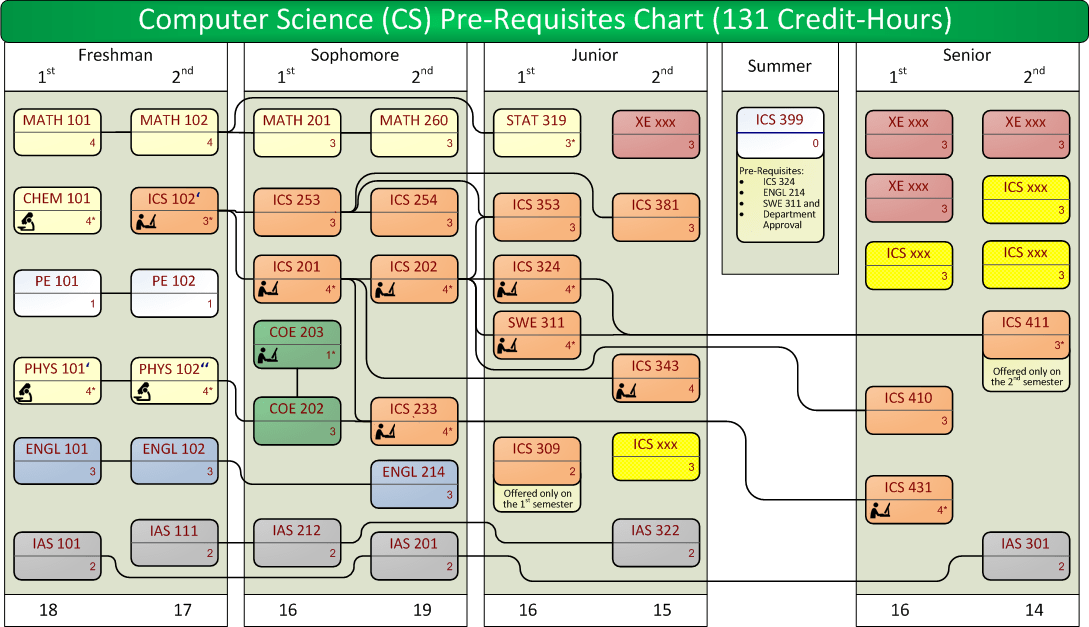 Computer Science (CS) Pre-Requisites Chart (131 Credit-Hours)
Freshman
1st
2nd
MATH 101
4
MATH 102
4
CHEM 101
4*
ICS 102‘
3*
PE 101
1
PE 102
1
PHYS 101‘
4*
PHYS 102‘‘
4*
ENGL 101
3
ENGL 102
3
IAS 101
2
IAS 111
2
18
17
Sophomore
1st
2nd
MATH 201
3
MATH 260
3
ICS 253
3
ICS 254
3
ICS 201
4*
ICS 202
4*
COE 203
1*
COE 202
3
ICS 233
4*
ENGL 214
3
IAS 212
2
IAS 201
2
16
19
Junior
1st
2nd
STAT 319
3*
XE xxx
3
ICS 353
3
ICS 381
3
ICS 324
4*
SWE 311
4*
ICS 343
4
ICS 309
2
Offered only on
the 1st semester
ICS xxx
3
IAS 322
2
16
15
Summer
ICS 399
0
Pre-Requisites:
• ICS 324
• ENGL 214
• SWE 311 and
• Department
Approval
Senior
1st
2nd
XE xxx
3
XE xxx
3
XE xxx
3
ICS xxx
3
ICS xxx
3
ICS xxx
3
ICS 411
3*
Offered only on
the 2nd semester
ICS 410
3
ICS 431
4*
IAS 301
2
16
14